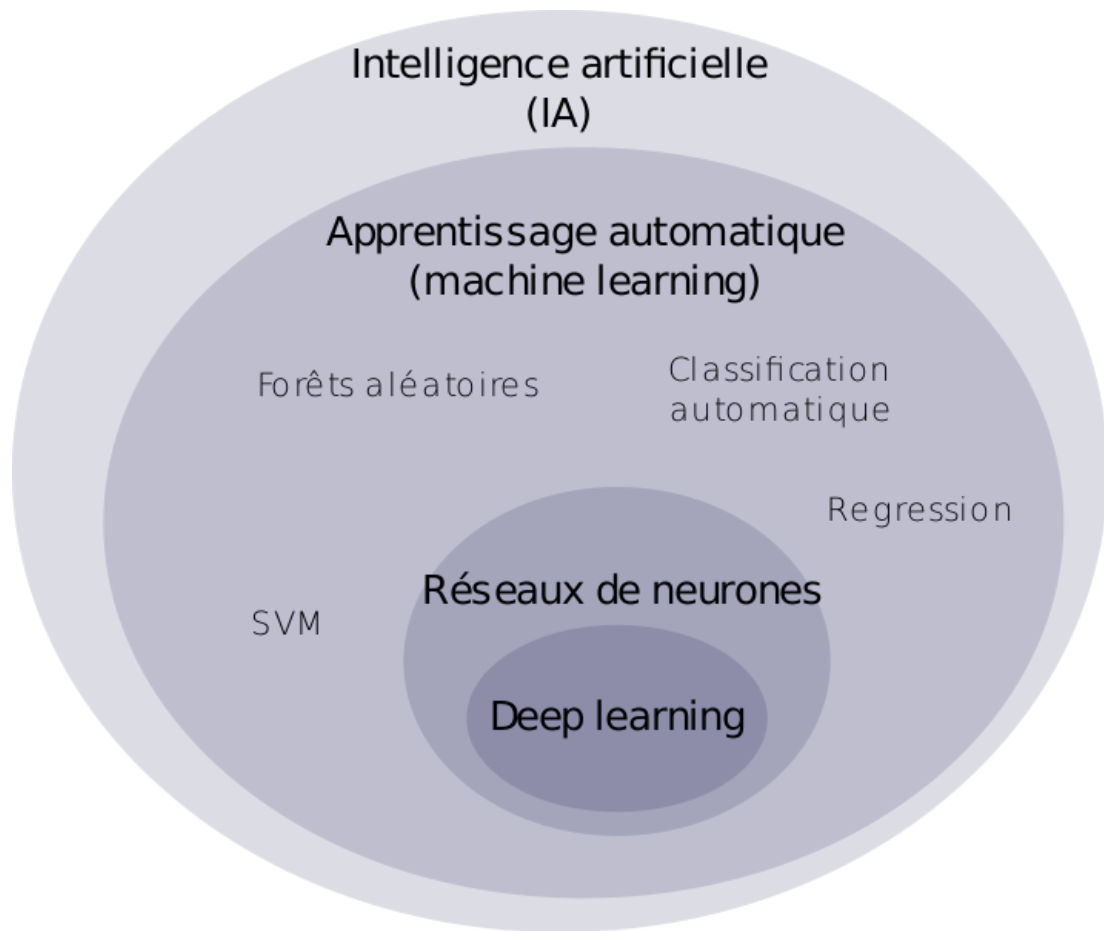 Intelligence artificielle
(IA)
Apprentissage automatique
(machine learning)
Forêts aléatoires
Classification
automatique
Regression
Réseaux de neurones
SVM
Deep learning